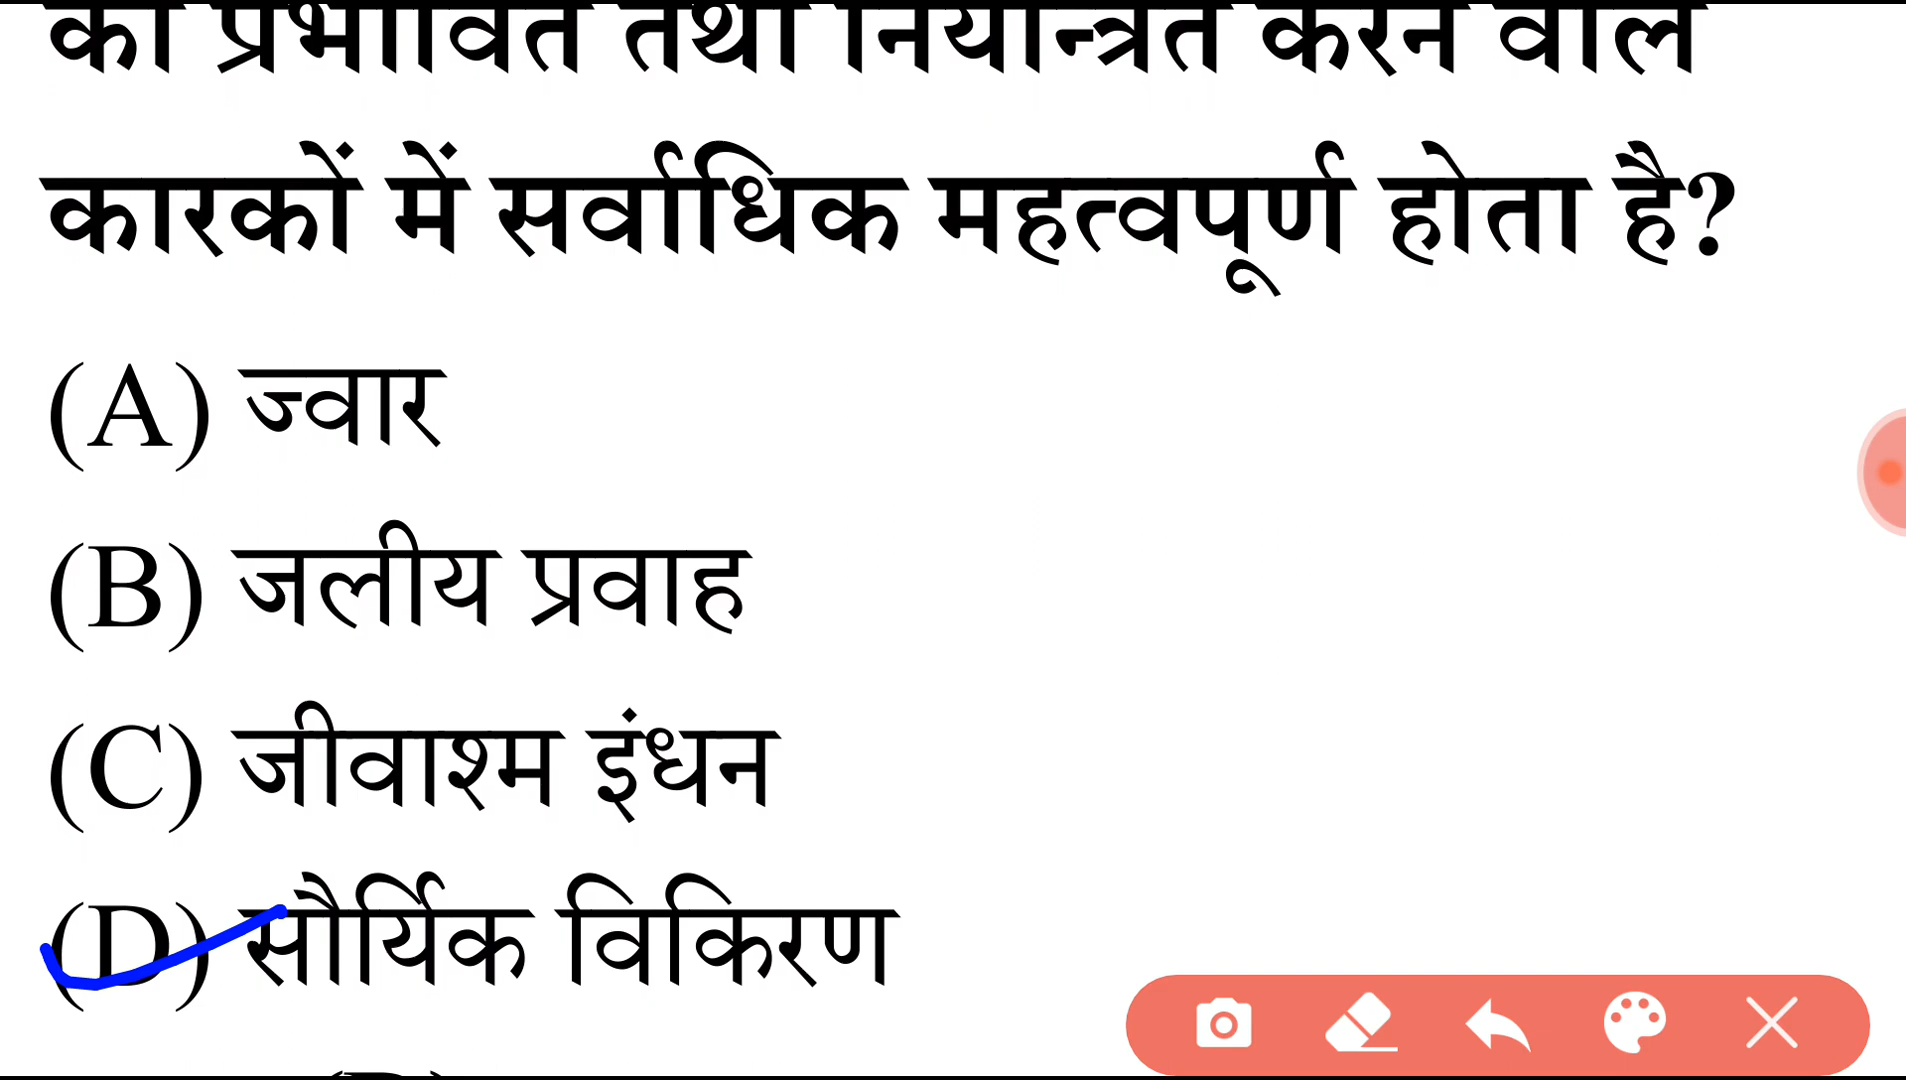 को प्रभावित तथा नियन्त्रित करने वाले
कारकों में सर्वाधिक महत्वपूर्ण होता है?
(A) ज्वार
(B) जलीय प्रवाह
(C) जीवाश्म इंधन
(D) सौर्यिक विकिरण